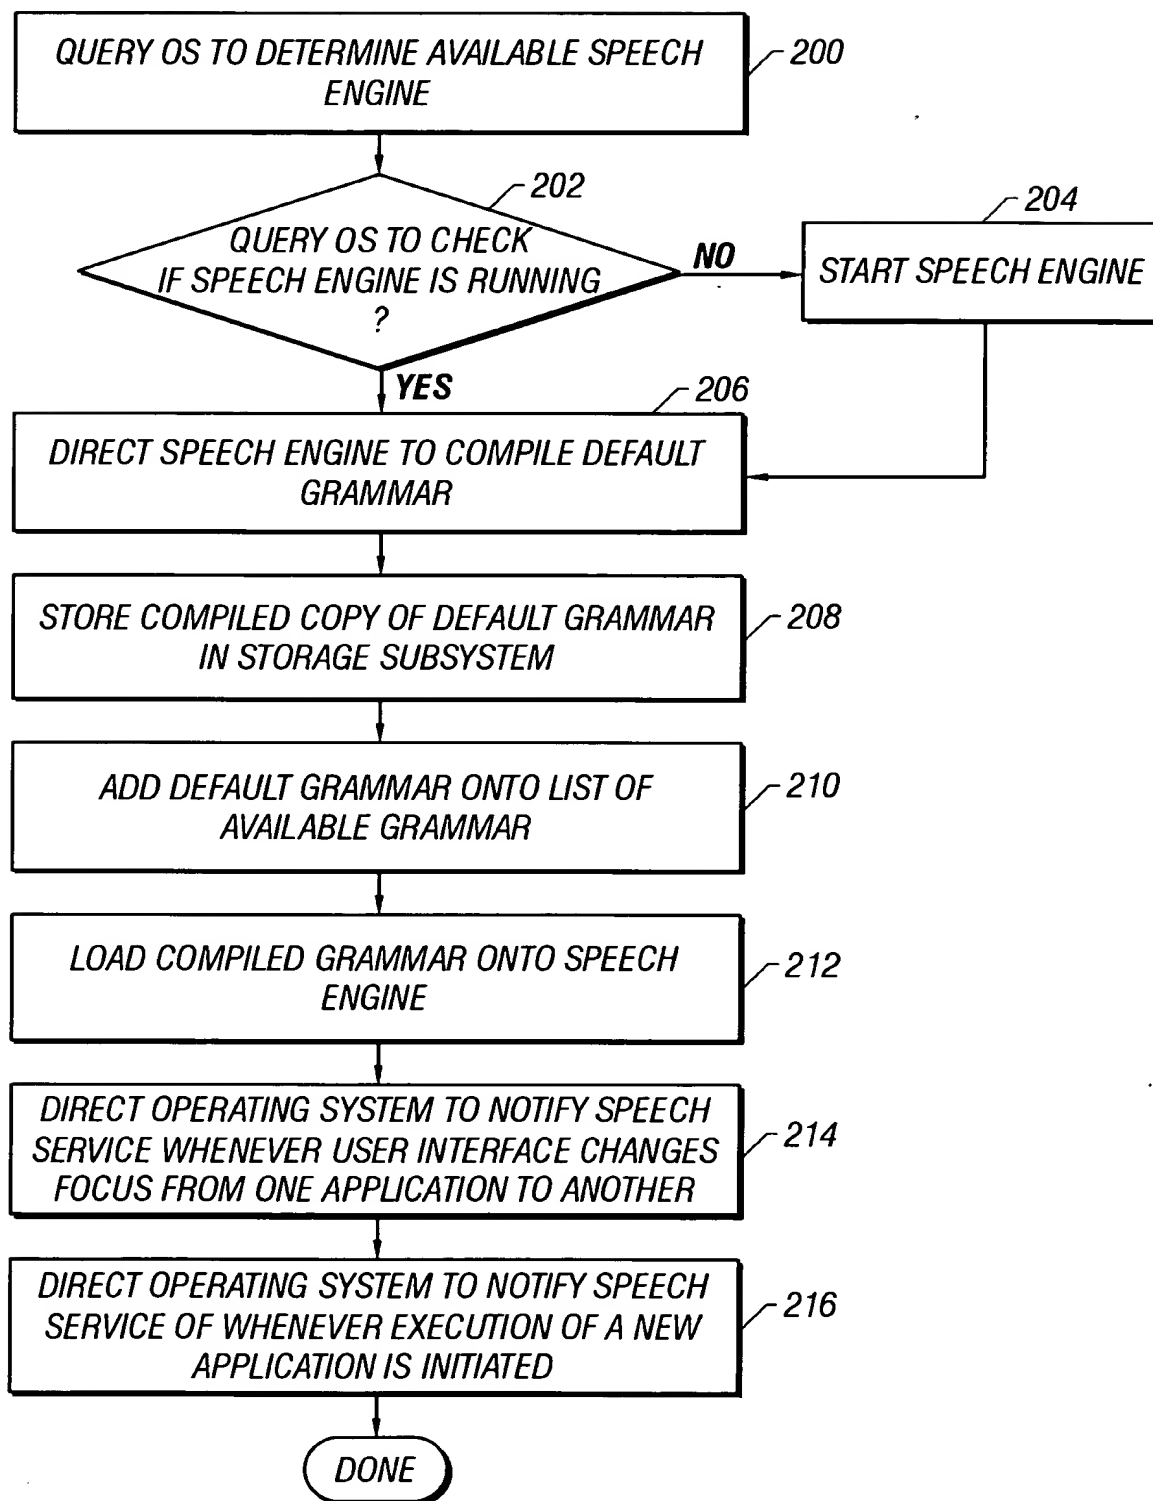 QUERY OS TO DETERMINE AVAILABLE SPEECH
ENGINE
200
202
QUERY OS TO CHECK
IF SPEECH ENGINE IS RUNNING
?
NO
204
START SPEECH ENGINE
YES
206
DIRECT SPEECH ENGINE TO COMPILE DEFAULT
GRAMMAR
STORE COMPILED COPY OF DEFAULT GRAMMAR
IN STORAGE SUBSYSTEM
208
ADD DEFAULT GRAMMAR ONTO LIST OF
AVAILABLE GRAMMAR
210
LOAD COMPILED GRAMMAR ONTO SPEECH
ENGINE
212
DIRECT OPERATING SYSTEM TO NOTIFY SPEECH
SERVICE WHENEVER USER INTERFACE CHANGES
FOCUS FROM ONE APPLICATION TO ANOTHER
214
DIRECT OPERATING SYSTEM TO NOTIFY SPEECH
SERVICE OF WHENEVER EXECUTION OF A NEW
APPLICATION IS INITIATED
216
DONE